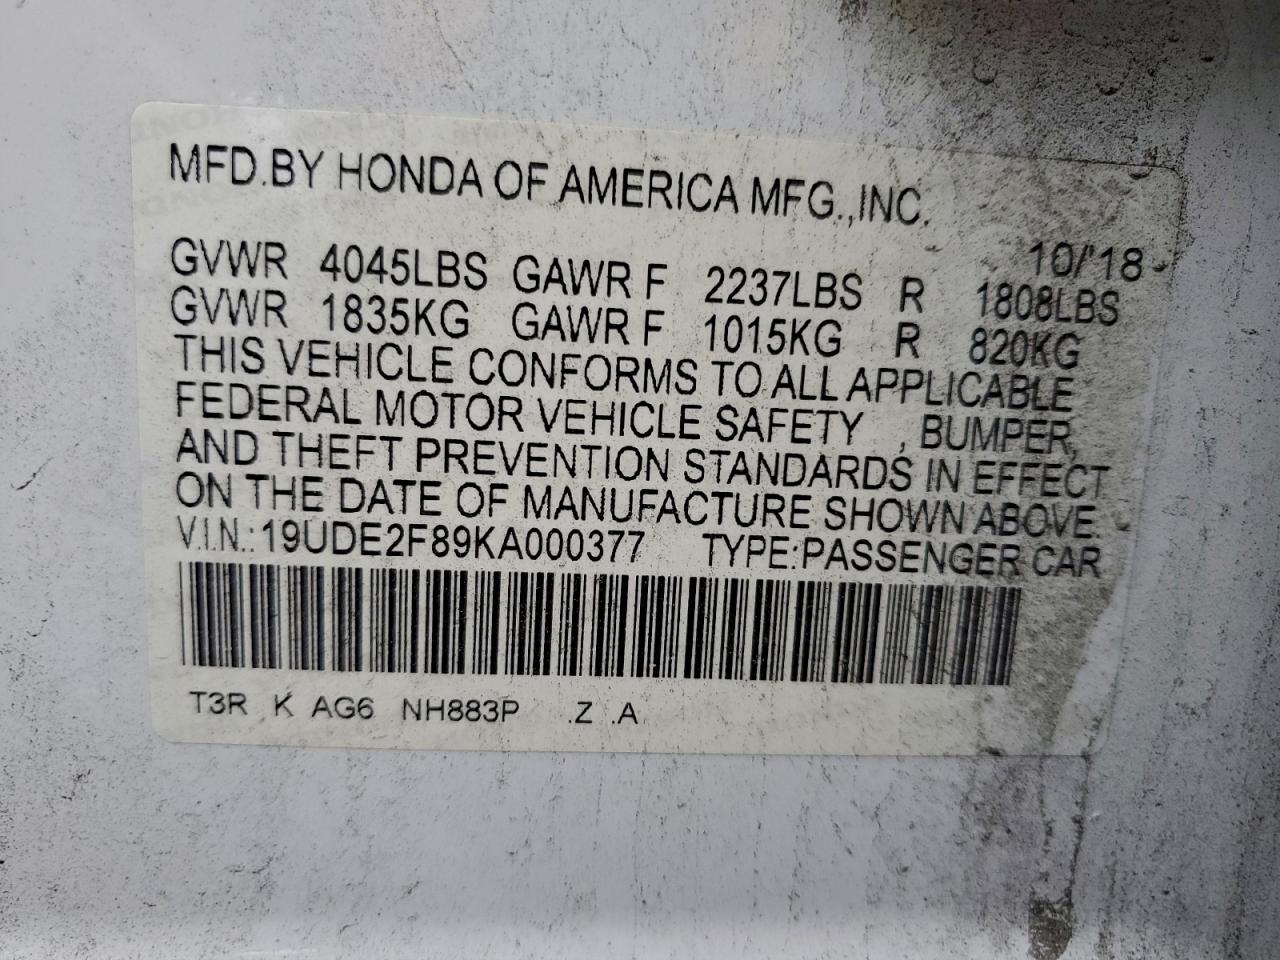 MFD.BY HONDA OF AMERICA MFG.,INC.
10/'18
GVWR 4045LBS GAWR F 2237LBS R 1808LBS
GVWR 1835KG GAWR F 1015KG R 820KG
THIS VEHICLE CONFORMS TO ALL APPLICABLE
FEDERAL MOTOR VEHICLE SAFETY , BUMPER,
AND THEFT PREVENTION STANDARDS IN EFFECT
ON THE DATE OF MANUFACTURE SHOWN ABOVE.
V.I.N.:19UDE2F89KA000377 TYPE:PASSENGER CAR
T3R K AG6 NH883P .Z .A